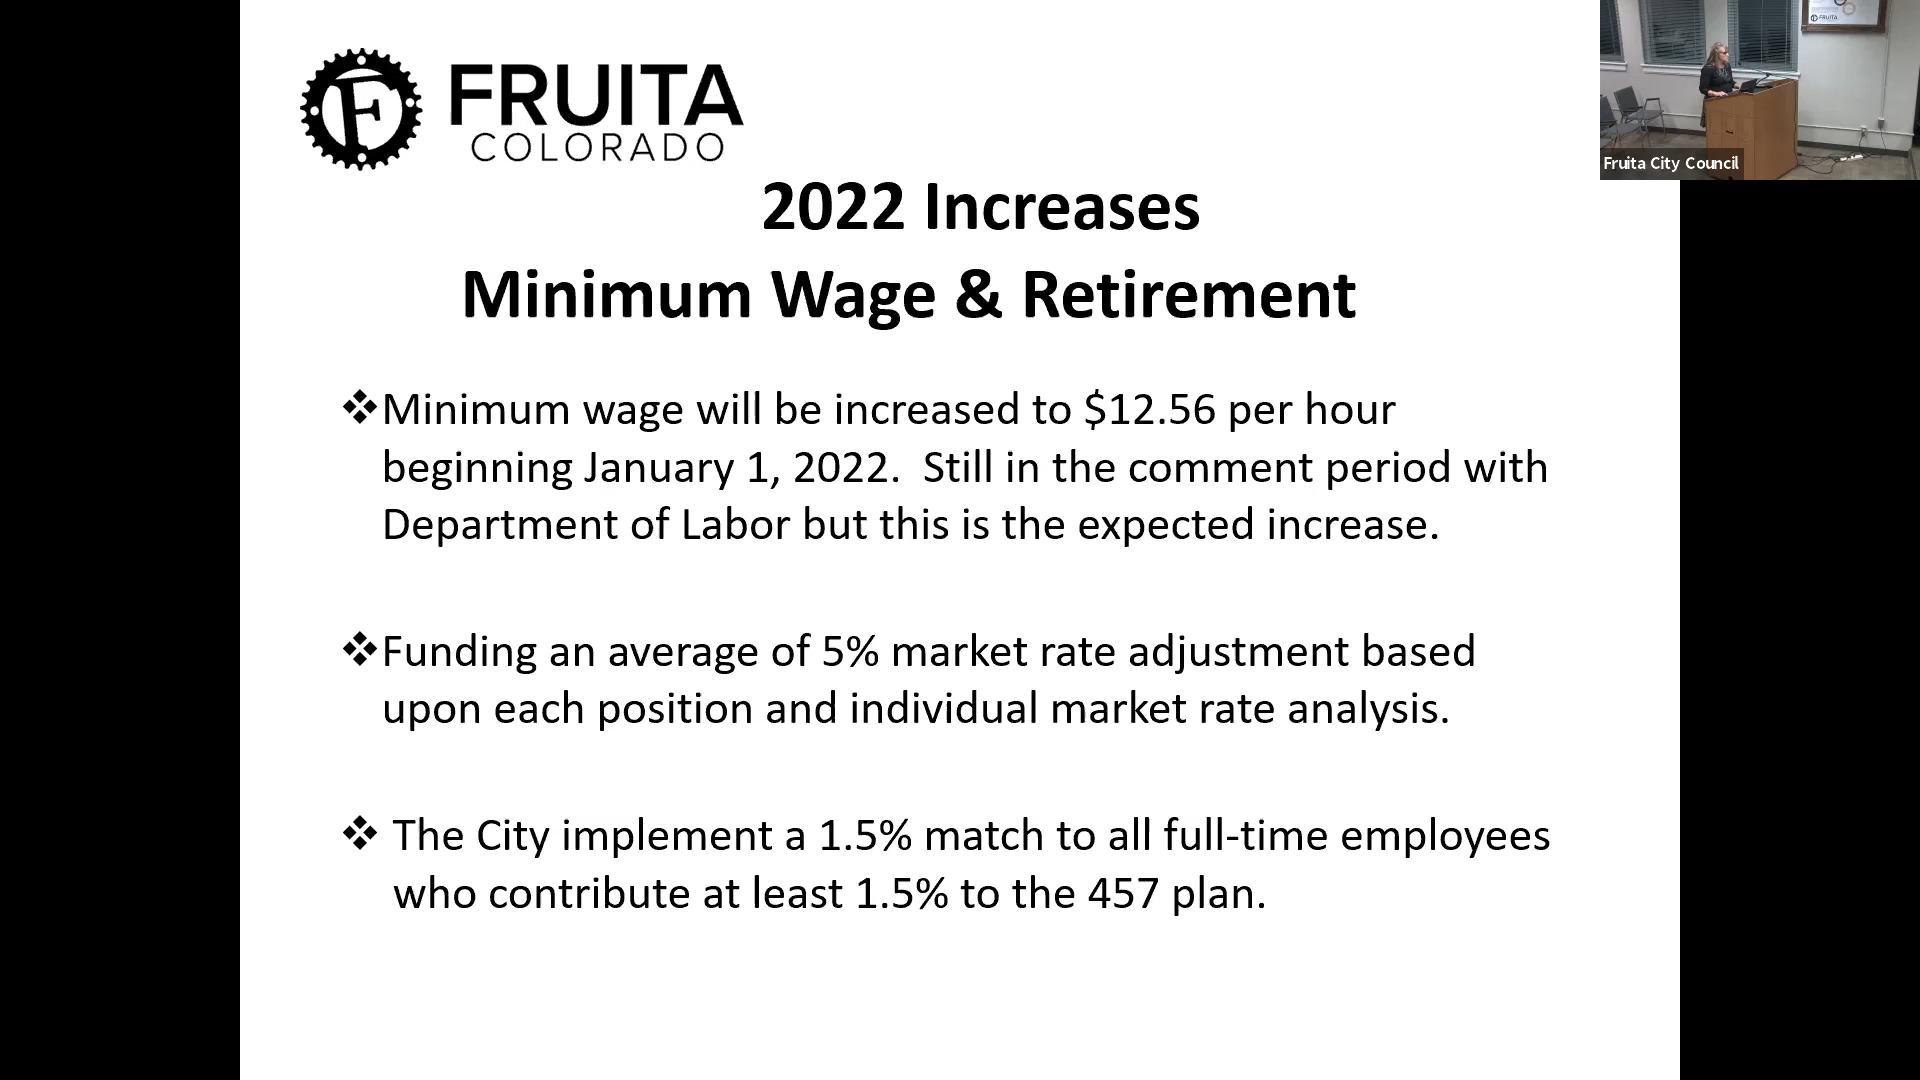 F
FRUITA
COLORADO
FRUITA
Fruita City Council
2022 Increases
Minimum Wage & Retirement
❖Minimum wage will be increased to $12.56 per hour
beginning January 1, 2022.  Still in the comment period with
Department of Labor but this is the expected increase.
❖Funding an average of 5% market rate adjustment based
upon each position and individual market rate analysis.
❖ The City implement a 1.5% match to all full-time employees
who contribute at least 1.5% to the 457 plan.